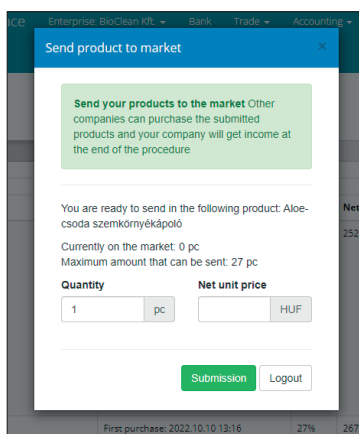 Enterprise: BioClean Kft. Bank Trade Accounting
Send product to market ×
Send your products to the market Other
companies can purchase the submitted
products and your company will get income at
the end of the procedure
You are ready to send in the following product: Aloe-
csoda szemkörnyékápoló
Net
252
Currently on the market: 0 pc
Maximum amount that can be sent: 27 pc
Quantity Net unit price
1 pc HUF
Submission Logout
First purchase: 2022.10.10 13:16 27% 267